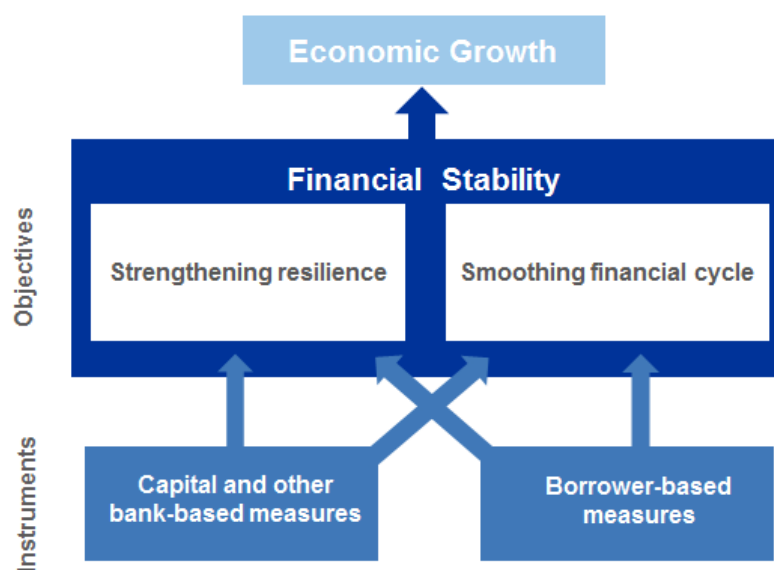 Economic Growth
Financial Stability
Objectives
Strengthening resilience
Smoothing financial cycle
Instruments
Capital and other
bank-based measures
Borrower-based
measures